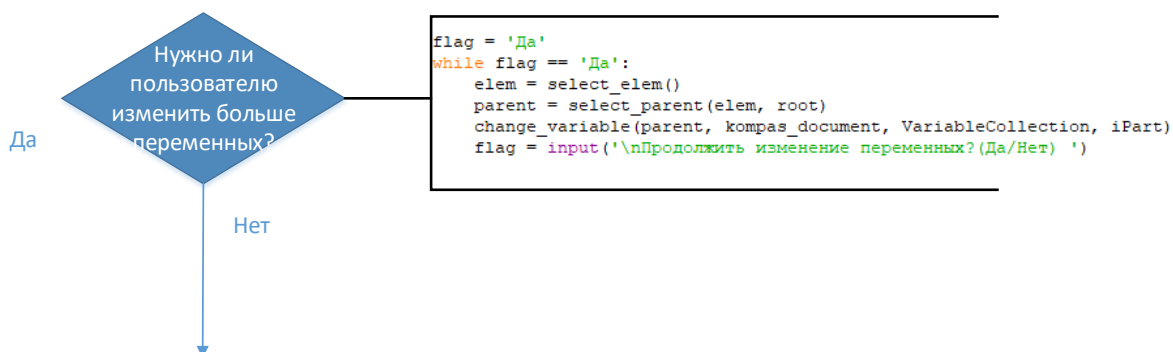 Нужно ли
пользователю
изменить больше
переменных?
Да
Нет
flag = 'Да'
while flag == 'Да':
    elem = select_elem()
    parent = select_parent(elem, root)
    change_variable(parent, kompas_document, VariableCollection, iPart)
    flag = input('\nПродолжить изменение переменных?(Да/Нет) ')